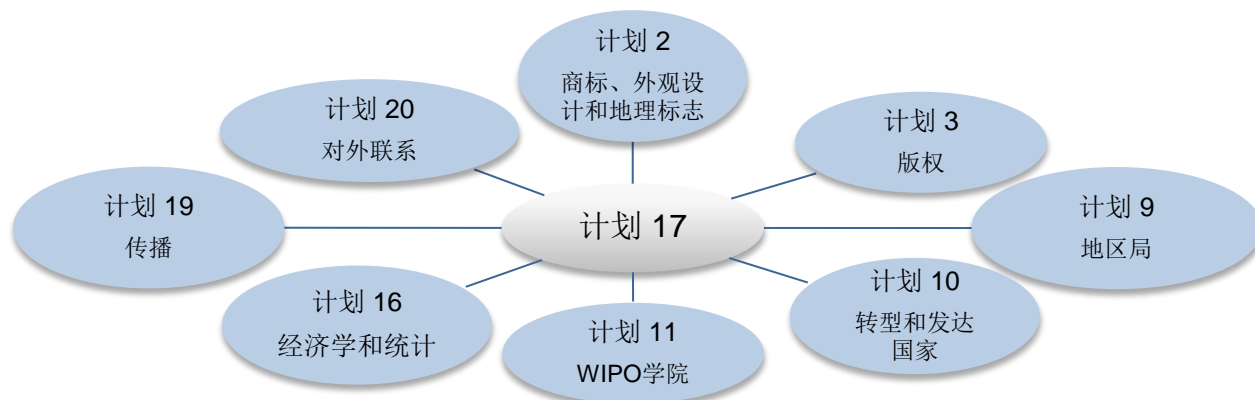 计划 2
商标、外观设
计和地理标志
计划 20
对外联系
计划 3
版权
计划 19
传播
计划 17
计划 9
地区局
计划 16
经济学和统计
计划 11
WIPO学院
计划 10
转型和发达
国家